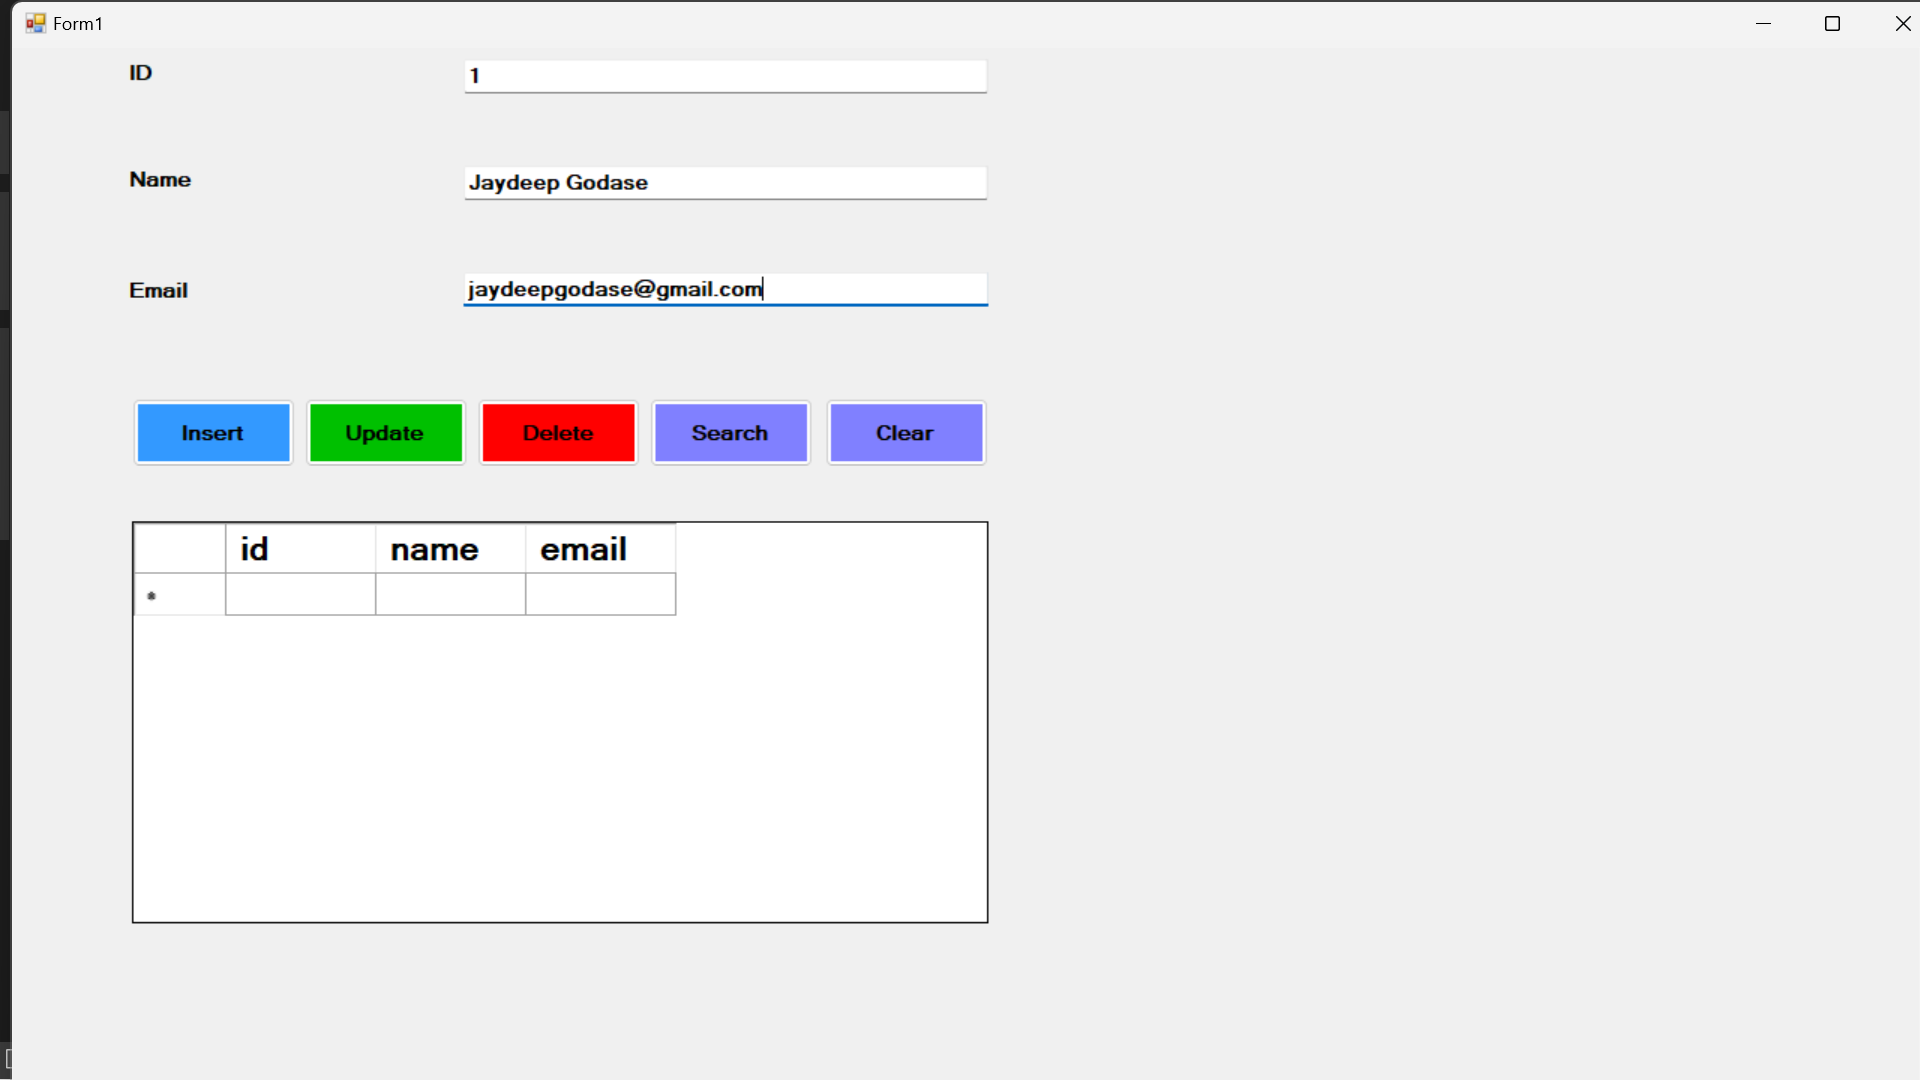 Form1
ID 1
Name Jaydeep Godase
Email jaydeepgodase@gmail.com
Insert Update Delete Search Clear
id name email
*